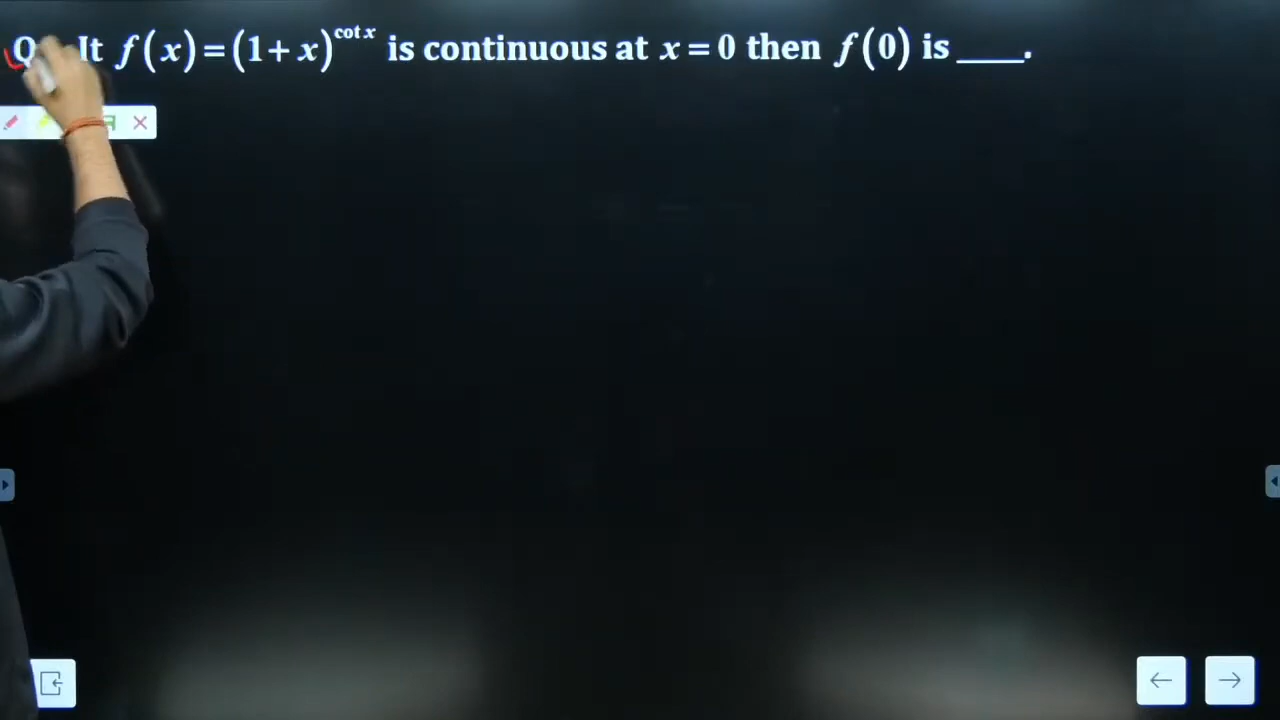 Q It f(x)=(1+x)^cot x is continuous at x=0 then f(0) is ____.